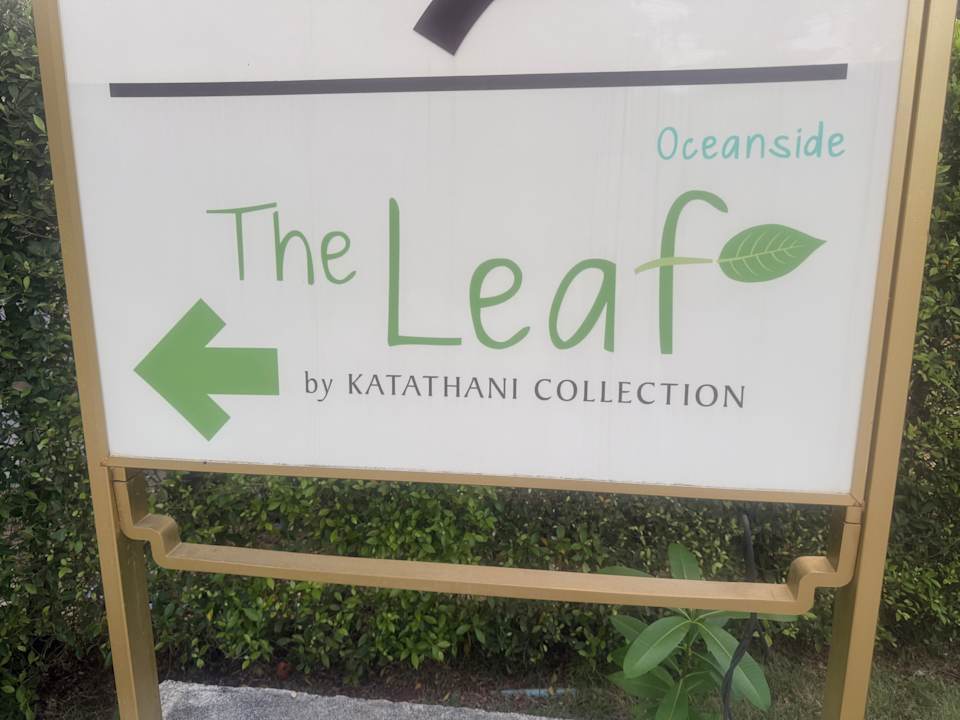 Oceanside
The Leaf
by KATATHANI COLLECTION